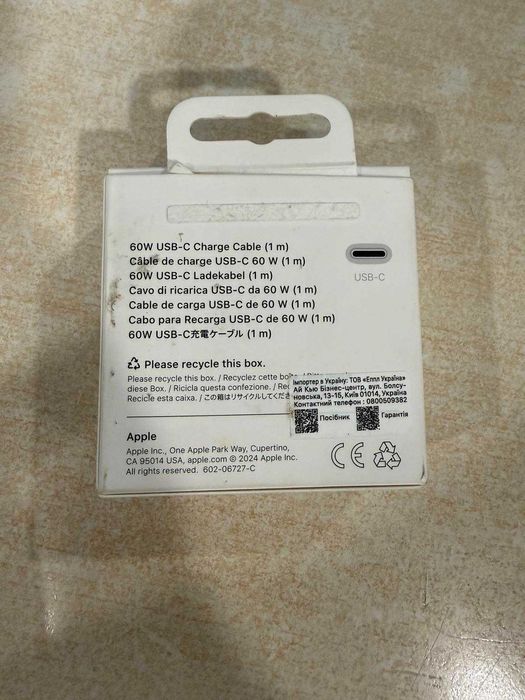 60W USB-C Charge Cable (1 m)
Câble de charge USB-C 60 W (1 m)
60W USB-C Ladekabel (1 m)
Cavo di ricarica USB-C da 60 W (1 m)
Cable de carga USB-C de 60 W (1 m)
Cabo para Recarga USB-C de 60 W (1 m)
60W USB-C充電ケーブル (1 m)
USB-C
Please recycle this box.
Please recycle this box. / Recyclez cette
diese Box. / Ricicla questa confezione. /
Recicle esta caixa. / この箱はリサイクルしてくださ
Імпортер в Україну: ТОВ «Еппл Україна»
Ай Кью Бізнес-центр, вул. Болсу-
новська, 13-15, Київ 01014, Україна
Контактний телефон : 0800509382
Посібник
Гарантія
Apple
Apple Inc., One Apple Park Way, Cupertino,
CA 95014 USA, apple.com © 2024 Apple Inc.
All rights reserved. 602-06727-C
CE